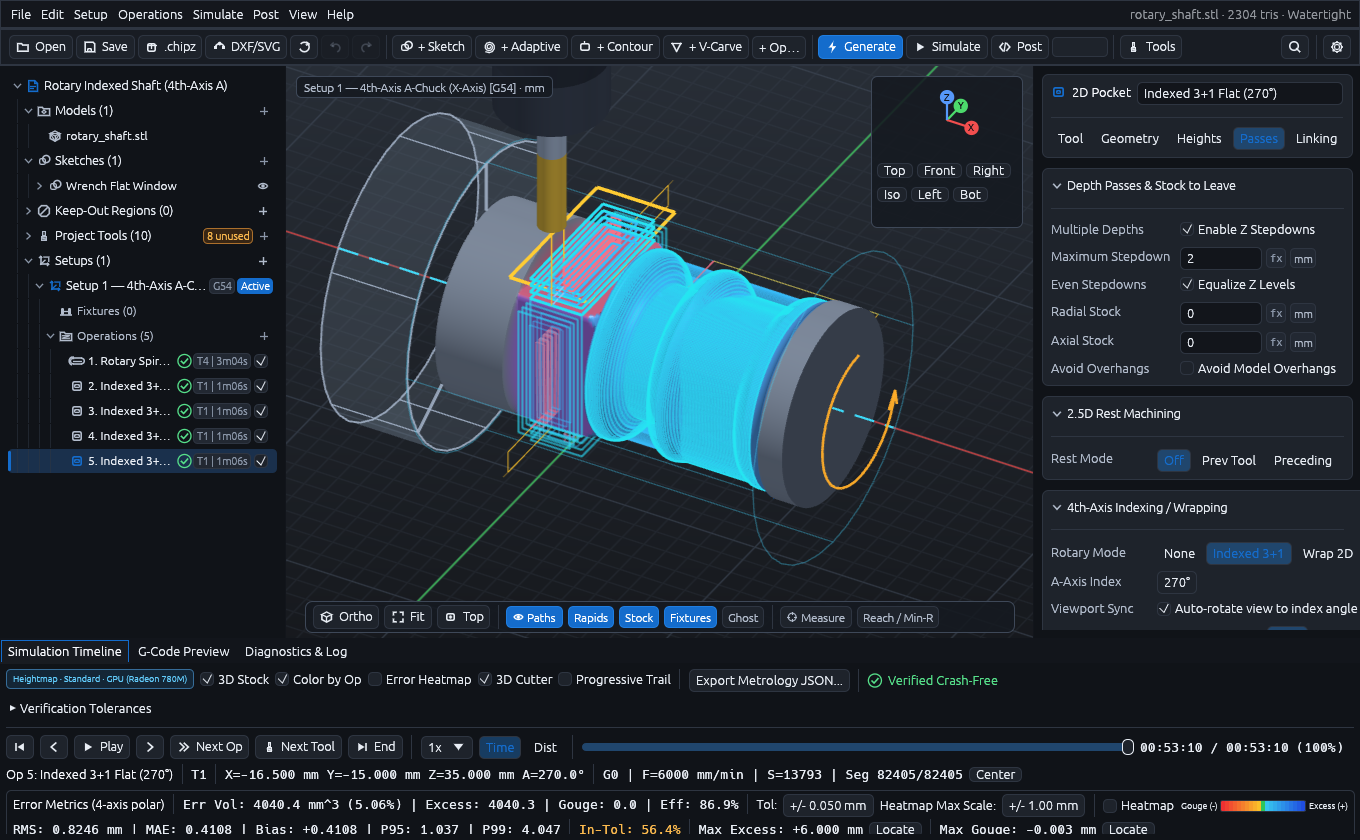 File Edit Setup Operations Simulate Post View Help rotary_shaft.stl · 2304 tris · Watertight
Open Save .chipz DXF/SVG + Sketch + Adaptive + Contour + V-Carve + Op... Generate Simulate Post Tools
Rotary Indexed Shaft (4th-Axis A)
Models (1) +
rotary_shaft.stl
Sketches (1) +
Wrench Flat Window
Keep-Out Regions (0) +
Project Tools (10) 8 unused +
Setups (1) +
Setup 1 — 4th-Axis A-C... G54 Active
Fixtures (0)
Operations (5) +
1. Rotary Spir... T4 | 3m04s
2. Indexed 3+... T1 | 1m06s
3. Indexed 3+... T1 | 1m06s
4. Indexed 3+... T1 | 1m06s
5. Indexed 3+... T1 | 1m06s
Setup 1 — 4th-Axis A-Chuck (X-Axis) [G54] · mm
Z Y X
Top Front Right
Iso Left Bot
Ortho Fit Top Paths Rapids Stock Fixtures Ghost Measure Reach / Min-R
2D Pocket Indexed 3+1 Flat (270°)
Tool Geometry Heights Passes Linking
Depth Passes & Stock to Leave
Multiple Depths Enable Z Stepdowns
Maximum Stepdown 2 fx mm
Even Stepdowns Equalize Z Levels
Radial Stock 0 fx mm
Axial Stock 0 fx mm
Avoid Overhangs Avoid Model Overhangs
2.5D Rest Machining
Rest Mode Off Prev Tool Preceding
4th-Axis Indexing / Wrapping
Rotary Mode None Indexed 3+1 Wrap 2D
A-Axis Index 270°
Viewport Sync Auto-rotate view to index angle
Simulation Timeline G-Code Preview Diagnostics & Log
Heightmap · Standard · GPU (Radeon 780M) 3D Stock Color by Op Error Heatmap 3D Cutter Progressive Trail Export Metrology JSON... Verified Crash-Free
Verification Tolerances
Play Next Op Next Tool End 1x Time Dist 00:53:10 / 00:53:10 (100%)
Op 5: Indexed 3+1 Flat (270°) T1 X=-16.500 mm Y=-15.000 mm Z=35.000 mm A=270.0° G0 | F=6000 mm/min | S=13793 | Seg 82405/82405 Center
Error Metrics (4-axis polar) Err Vol: 4040.4 mm^3 (5.06%) | Excess: 4040.3 | Gouge: 0.0 | Eff: 86.9% Tol: +/- 0.050 mm Heatmap Max Scale: +/- 1.00 mm Heatmap Gouge (-) Excess (+)
RMS: 0.8246 mm | MAE: 0.4108 | Bias: +0.4108 | P95: 1.037 | P99: 4.047 In-Tol: 56.4% Max Excess: +6.000 mm Locate Max Gouge: -0.003 mm Locate